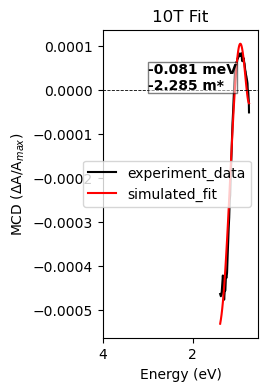 10T Fit
0.0001
0.0000
−0.0001
−0.0002
−0.0003
−0.0004
−0.0005
MCD (ΔA/A_max)
-0.081 meV
-2.285 m*
experiment_data
simulated_fit
4
2
Energy (eV)